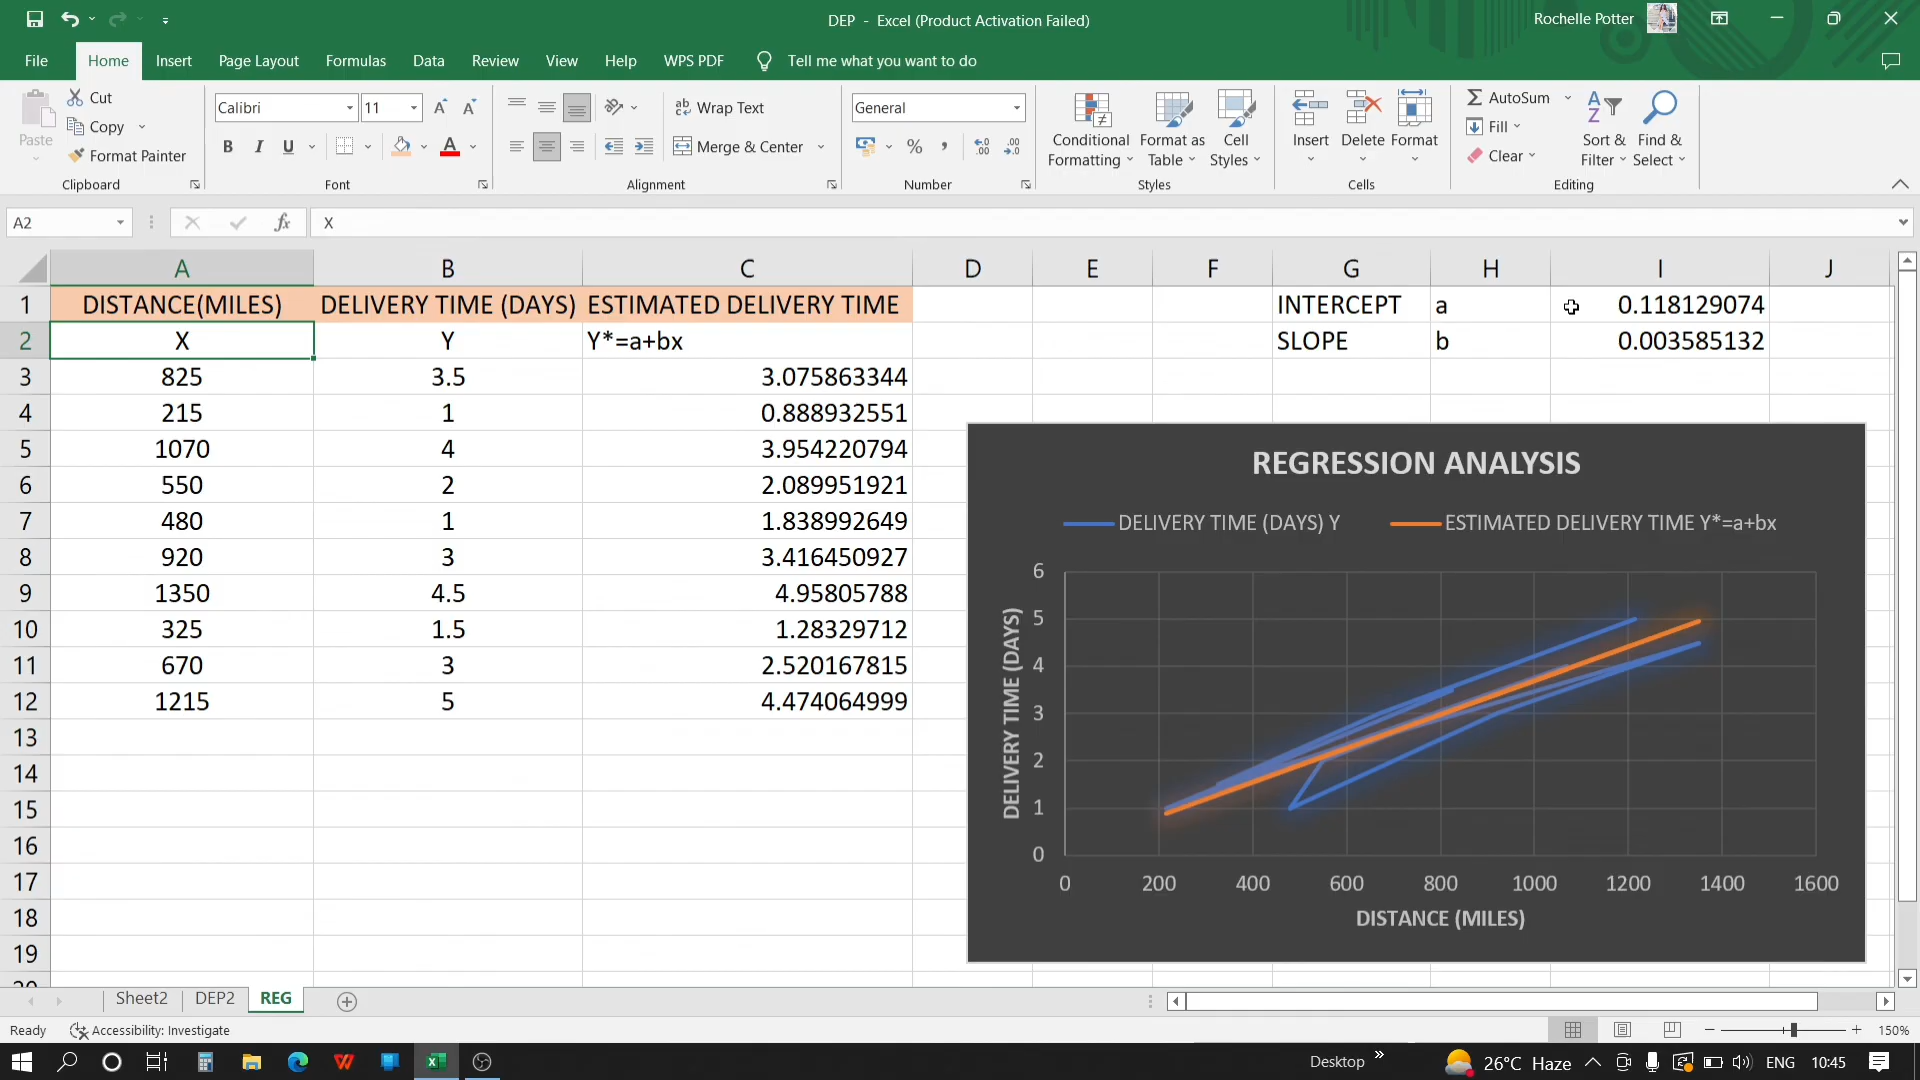 DEP - Excel (Product Activation Failed)
Rochelle Potter
File Home Insert Page Layout Formulas Data Review View Help WPS PDF Tell me what you want to do
Paste
Cut
Copy
Format Painter
Clipboard
Calibri 11
B I U A
Font
ab Wrap Text
Merge & Center
Alignment
General
% , .00
Number
Conditional Formatting
Format as Table
Cell Styles
Styles
Insert Delete Format
Cells
AutoSum
Fill
Clear
Sort & Filter
Find & Select
Editing
A2 fx X
A B C D E F G H I J
1 DISTANCE(MILES) DELIVERY TIME (DAYS) ESTIMATED DELIVERY TIME INTERCEPT a 0.118129074
2 X Y Y*=a+bx SLOPE b 0.003585132
3 825 3.5 3.075863344
4 215 1 0.888932551
5 1070 4 3.954220794
6 550 2 2.089951921
7 480 1 1.838992649
8 920 3 3.416450927
9 1350 4.5 4.95805788
10 325 1.5 1.28329712
11 670 3 2.520167815
12 1215 5 4.474064999
13
14
15
16
17
18
19
REGRESSION ANALYSIS
DELIVERY TIME (DAYS) Y ESTIMATED DELIVERY TIME Y*=a+bx
DELIVERY TIME (DAYS)
6
5
4
3
2
1
0
0 200 400 600 800 1000 1200 1400 1600
DISTANCE (MILES)
Sheet2 DEP2 REG
Ready Accessibility: Investigate 150%
Desktop 26°C Haze ENG 10:45